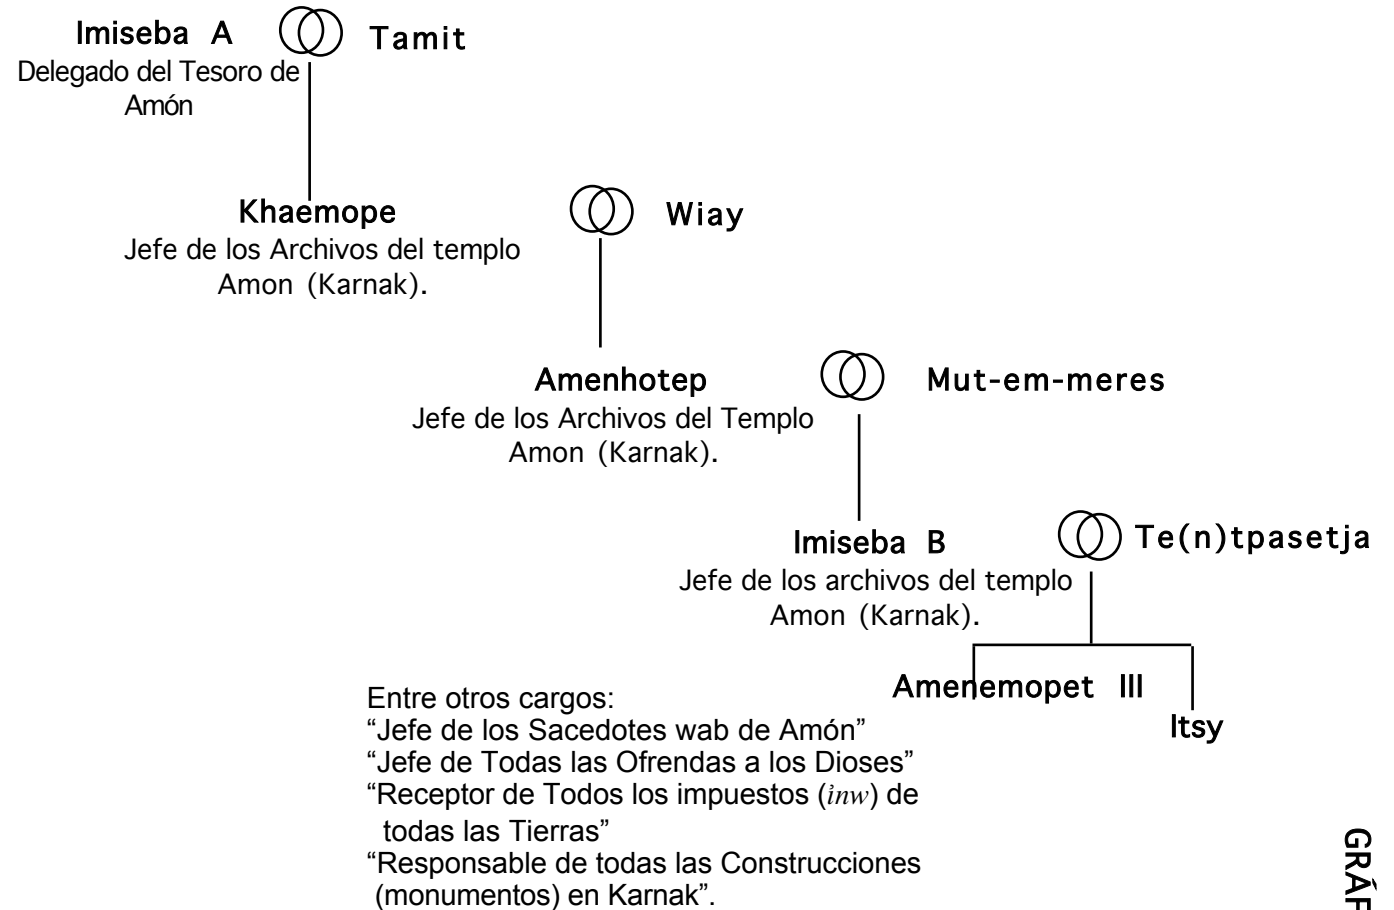 Imiseba A
Tamit
Delegado del Tesoro de
Amón
Khaemope
Wiay
Jefe de los Archivos del templo
Amon (Karnak).
Amenhotep
Mut-em-meres
Jefe de los Archivos del Templo
Amon (Karnak).
Imiseba B
Te(n)tpasetja
Jefe de los archivos del templo
Amon (Karnak).
Amenemopet III
Itsy
Entre otros cargos:
“Jefe de los Sacedotes wab de Amón”
“Jefe de Todas las Ofrendas a los Dioses”
“Receptor de Todos los impuestos (ỉnw) de
todas las Tierras”
“Responsable de todas las Construcciones
(monumentos) en Karnak”.
GRÁF